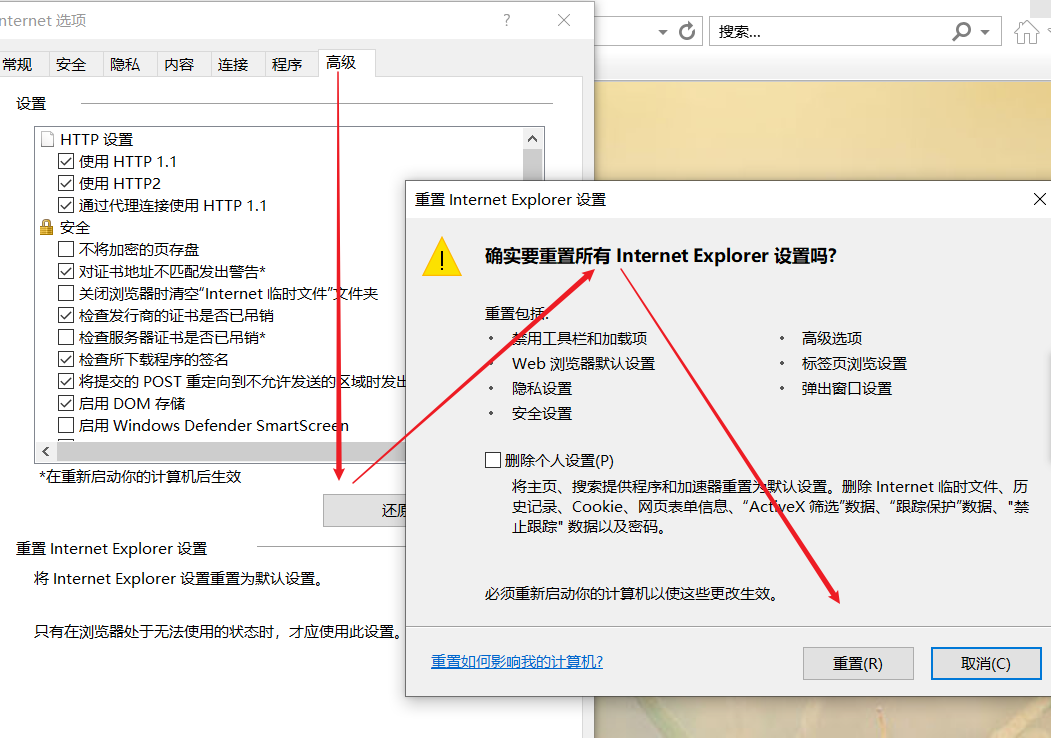 nternet 选项
搜索...
常规 安全 隐私 内容 连接 程序 高级
设置
HTTP 设置
使用 HTTP 1.1
使用 HTTP2
通过代理连接使用 HTTP 1.1
安全
不将加密的页存盘
对证书地址不匹配发出警告*
关闭浏览器时清空“Internet 临时文件”文件夹
检查发行商的证书是否已吊销
检查服务器证书是否已吊销*
检查所下载程序的签名
将提交的 POST 重定向到不允许发送的区域时发出
启用 DOM 存储
启用 Windows Defender SmartScreen
*在重新启动你的计算机后生效
还原
重置 Internet Explorer 设置
将 Internet Explorer 设置重置为默认设置。
只有在浏览器处于无法使用的状态时，才应使用此设置。
重置 Internet Explorer 设置
确实要重置所有 Internet Explorer 设置吗?
重置包括:
禁用工具栏和加载项
Web 浏览器默认设置
隐私设置
安全设置
高级选项
标签页浏览设置
弹出窗口设置
删除个人设置(P)
将主页、搜索提供程序和加速器重置为默认设置。删除 Internet 临时文件、历
史记录、Cookie、网页表单信息、“ActiveX 筛选”数据、“跟踪保护”数据、"禁
止跟踪" 数据以及密码。
必须重新启动你的计算机以使这些更改生效。
重置如何影响我的计算机?
重置(R)
取消(C)